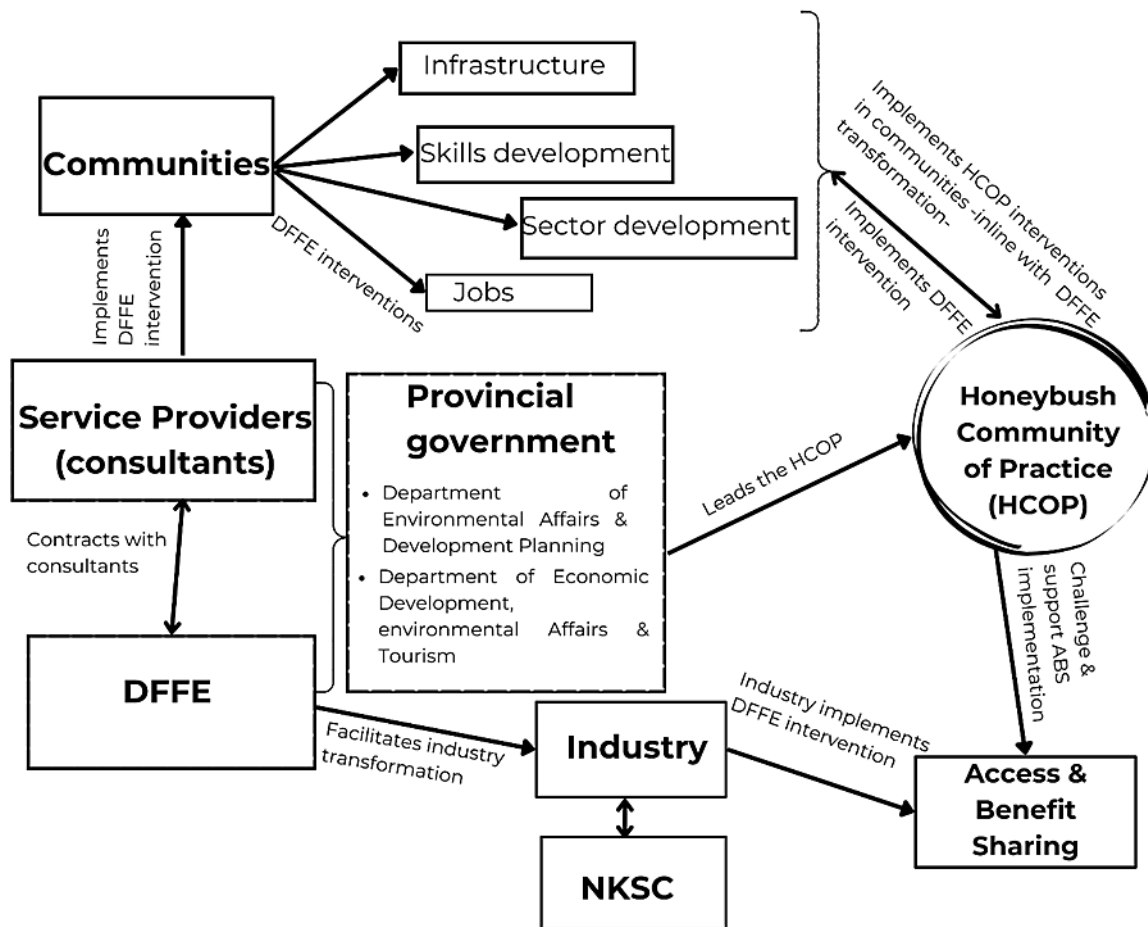 Infrastructure
Communities
Skills development
Sector development
Jobs
DFFE interventions
Implements
DFFE
intervention
Implements HCOP interventions
in communities -inline with DFFE
transformation-
Implements DFFE
intervention
Service Providers
(consultants)
Provincial
government
• Department of
Environmental Affairs &
Development Planning
• Department of Economic
Development,
environmental Affairs &
Tourism
Leads the HCOP
Honeybush
Community
of Practice
(HCOP)
Contracts with
consultants
DFFE
Facilitates industry
transformation
Industry
Industry implements
DFFE intervention
Challenge &
support ABS
implementation
Access &
Benefit
Sharing
NKSC